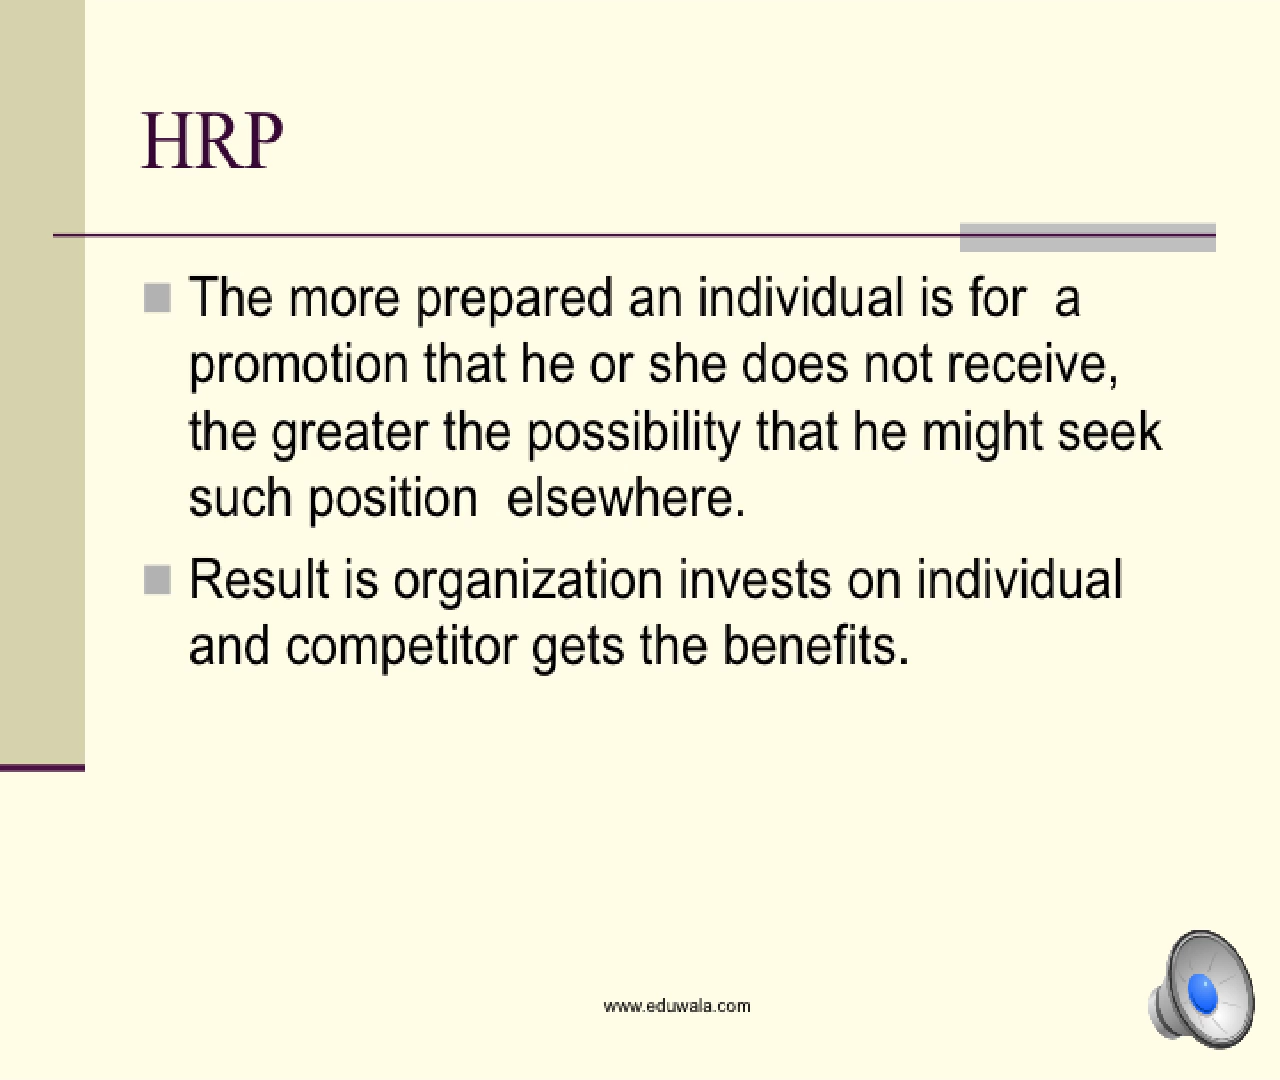 HRP
The more prepared an individual is for  a
promotion that he or she does not receive,
the greater the possibility that he might seek
such position  elsewhere.
Result is organization invests on individual
and competitor gets the benefits.
www.eduwala.com